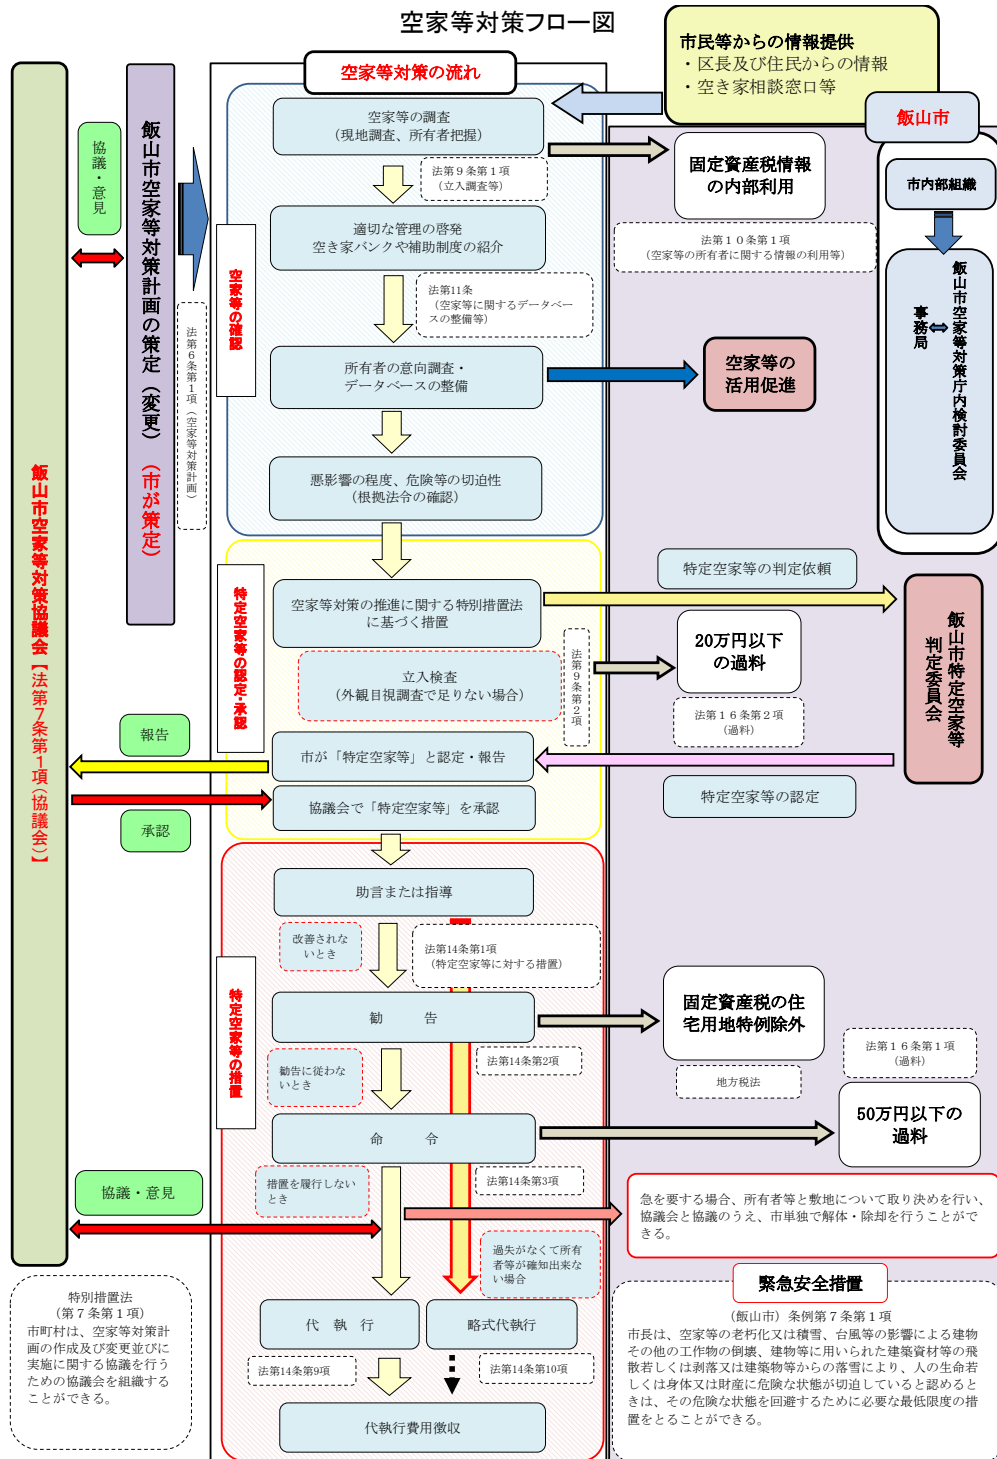 空家等対策フロー図
市民等からの情報提供
・区長及び住民からの情報
・空き家相談窓口等
飯山市
市内部組織
飯山市空家等対策庁内検討委員会
事務局
空家等対策の流れ
空家等の調査
(現地調査、所有者把握)
法第９条第１項
(立入調査等)
固定資産税情報
の内部利用
法第１０条第１項
(空家等の所有者に関する情報の利用等)
適切な管理の啓発
空き家バンクや補助制度の紹介
法第11条
(空家等に関するデータベー
スの整備等)
所有者の意向調査・
データベースの整備
空家等の
活用促進
悪影響の程度、危険等の切迫性
(根拠法令の確認)
空家等の確認
協議・意見
飯山市空家等対策計画の策定（変更）（市が策定）
法第６条第１項（空家等対策計画）
飯山市空家等対策協議会【法第7条第1項(協議会)】
特定空家等の認定・承認
空家等対策の推進に関する特別措置法
に基づく措置
特定空家等の判定依頼
飯山市特定空家等
判定委員会
立入検査
(外観目視調査で足りない場合)
法第９条第２項
20万円以下
の過料
法第１６条第２項
(過料)
市が「特定空家等」と認定・報告
特定空家等の認定
協議会で「特定空家等」を承認
報告
承認
特定空家等の措置
助言または指導
改善されな
いとき
法第14条第1項
(特定空家等に対する措置)
勧　　告
固定資産税の住
宅用地特例除外
地方税法
勧告に従わな
いとき
法第14条第2項
法第１６条第１項
(過料)
命　　令
50万円以下の
過料
措置を履行しない
とき
法第14条第3項
協議・意見
急を要する場合、所有者等と敷地について取り決めを行い、
協議会と協議のうえ、市単独で解体・除却を行うことがで
きる。
過失がなくて所有
者等が確知出来な
い場合
代　執　行
略式代執行
法第14条第9項
法第14条第10項
代執行費用徴収
特別措置法
(第７条第１項)
市町村は、空家等対策計
画の作成及び変更並びに
実施に関する協議を行う
ための協議会を組織する
ことができる。
緊急安全措置
(飯山市）条例第７条第１項
市長は、空家等の老朽化又は積雪、台風等の影響による建物
その他の工作物の倒壊、建物等に用いられた建築資材等の飛
散若しくは剥落又は建築物等からの落雪により、人の生命若
しくは身体又は財産に危険な状態が切迫していると認めると
きは、その危険な状態を回避するために必要な最低限度の措
置をとることができる。